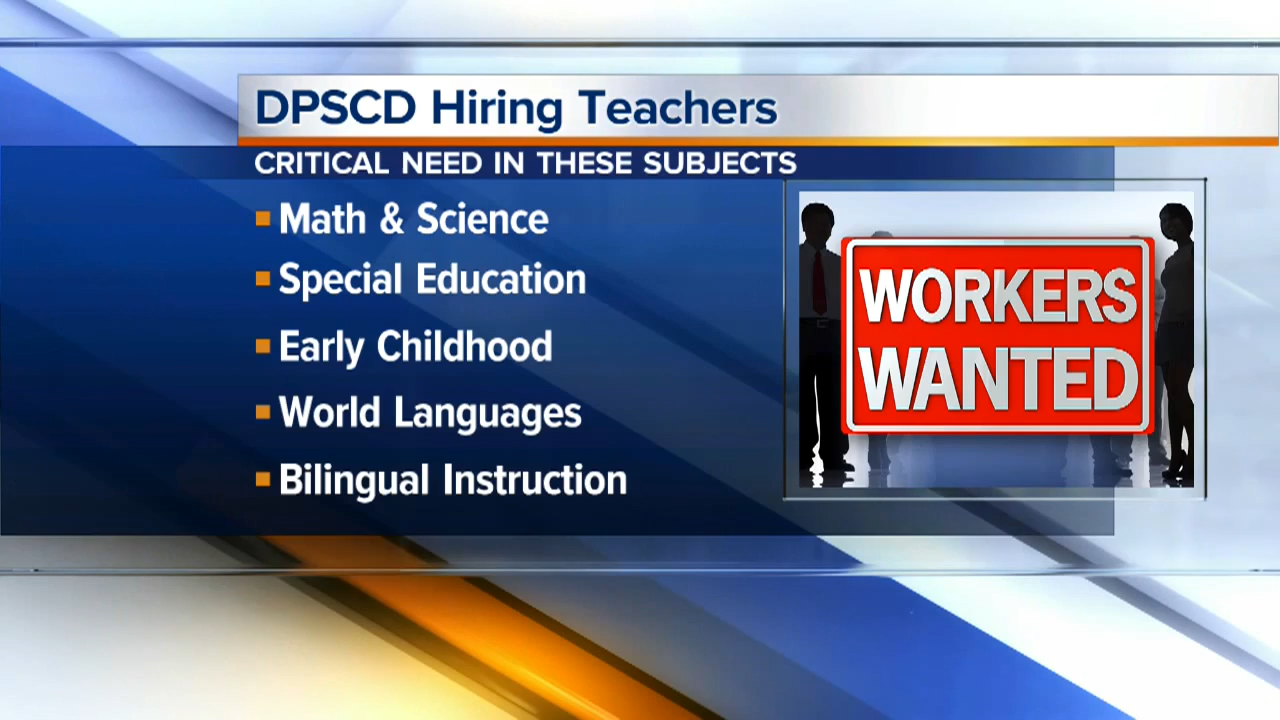 DPSCD Hiring Teachers
CRITICAL NEED IN THESE SUBJECTS
Math & Science
Special Education
Early Childhood
World Languages
Bilingual Instruction
WORKERS
WANTED